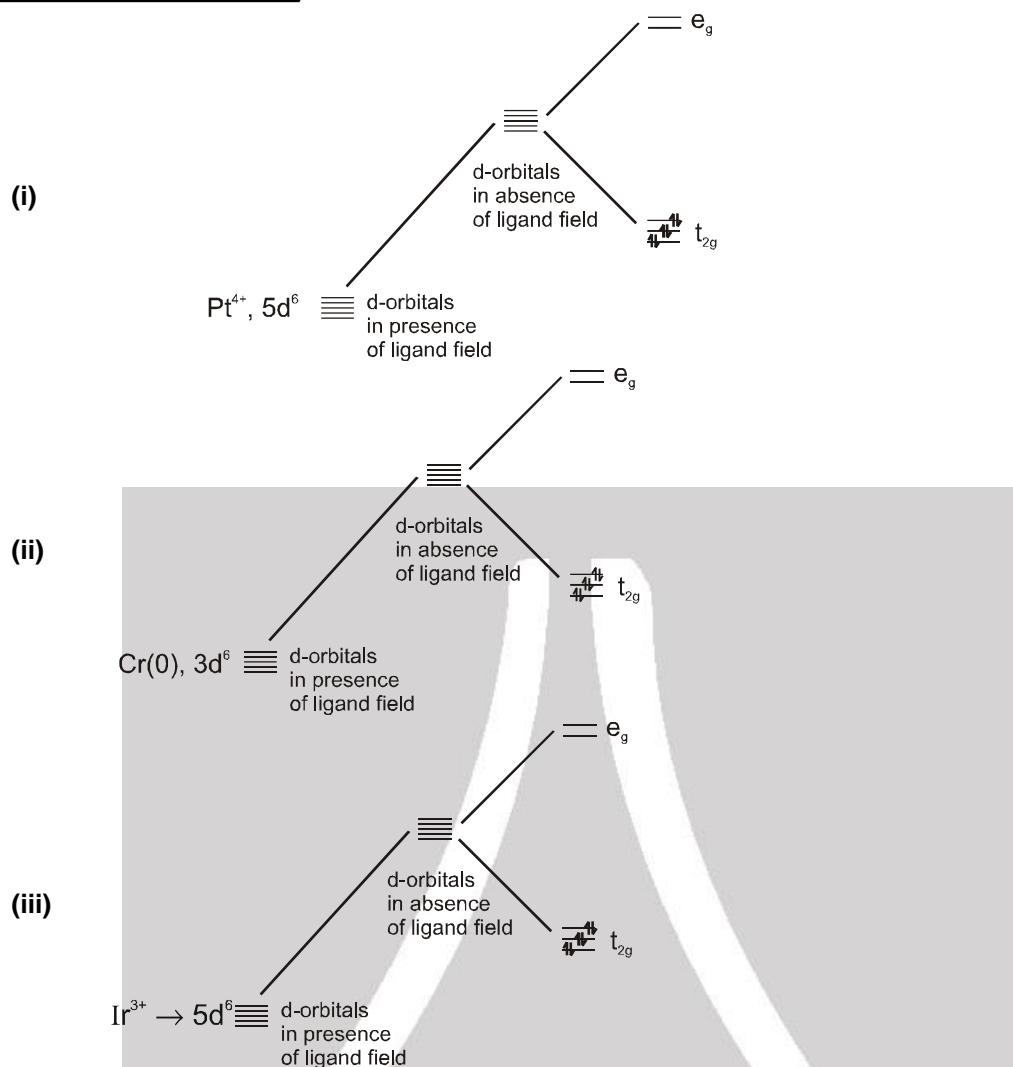 e_g
(i)
d-orbitals
in absence
of ligand field
t_2g
Pt^4+, 5d^6
d-orbitals
in presence
of ligand field
e_g
(ii)
d-orbitals
in absence
of ligand field
t_2g
Cr(0), 3d^6
d-orbitals
in presence
of ligand field
e_g
(iii)
d-orbitals
in absence
of ligand field
t_2g
Ir^3+ → 5d^6
d-orbitals
in presence
of ligand field